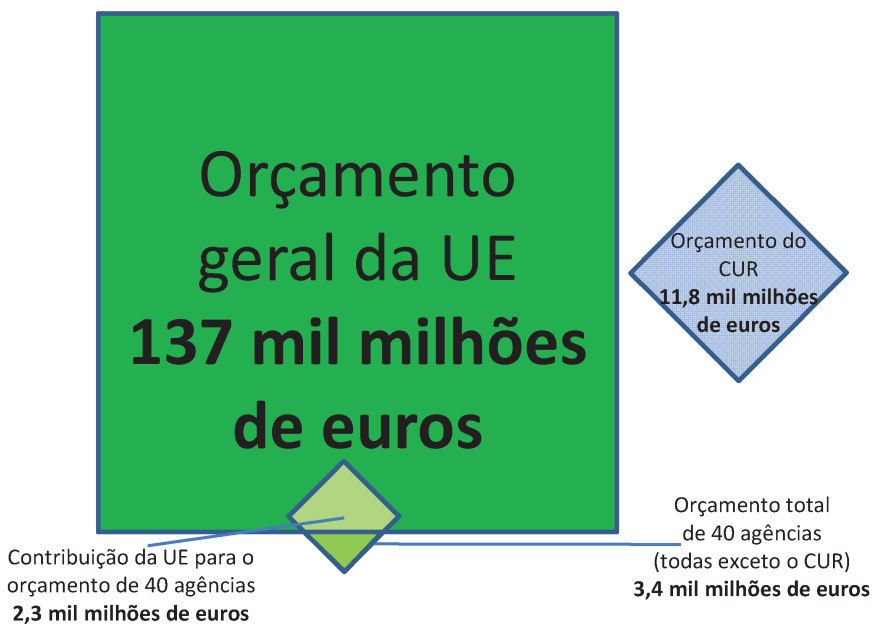 Orçamento
geral da UE
137 mil milhões
de euros
Orçamento do
CUR
11,8 mil milhões
de euros
Contribuição da UE para o
orçamento de 40 agências
2,3 mil milhões de euros
Orçamento total
de 40 agências
(todas exceto o CUR)
3,4 mil milhões de euros